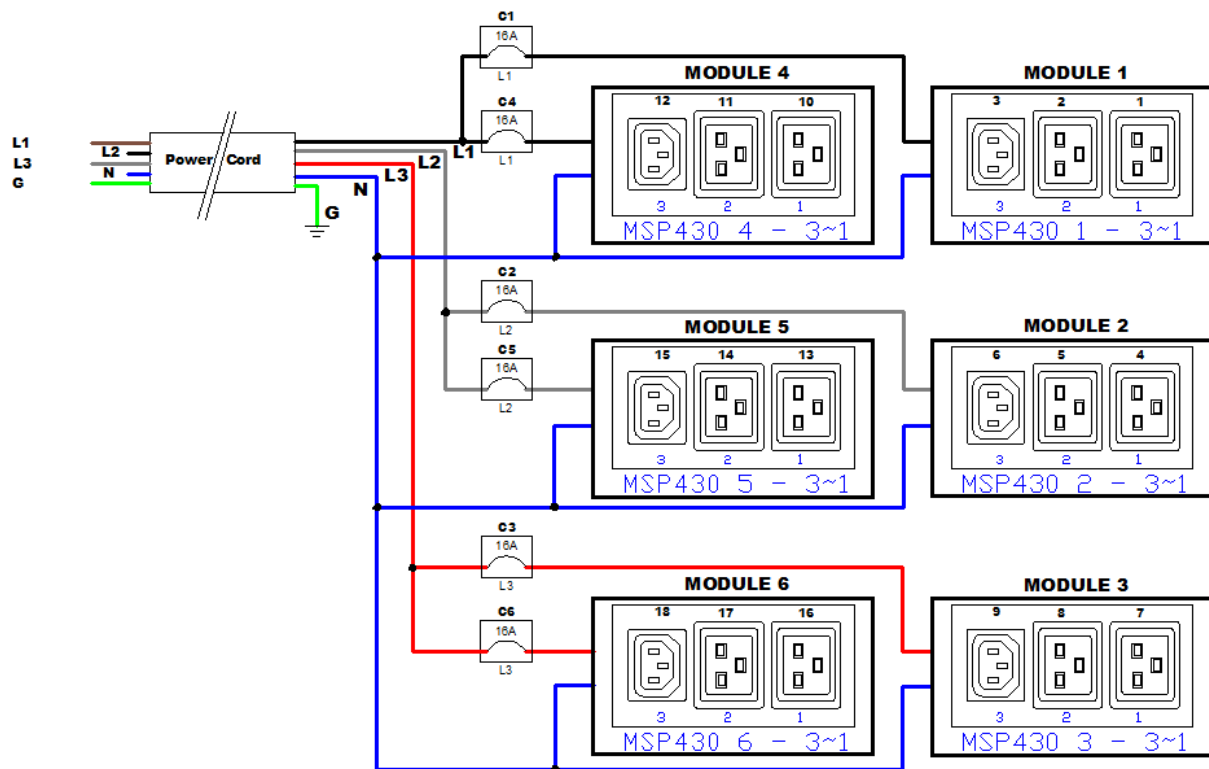 C1
16A
L1
MODULE 4
MODULE 1
C4
16A
L1
12 11 10
3 2 1
3 2 1
MSP430 4 - 3~1
3 2 1
MSP430 1 - 3~1
L1
L2
L3
N
G
Power Cord
L1
L2
L3
N
G
C2
16A
L2
MODULE 5
MODULE 2
C5
16A
L2
15 14 13
3 2 1
MSP430 5 - 3~1
6 5 4
3 2 1
MSP430 2 - 3~1
C3
16A
L3
MODULE 6
MODULE 3
C6
16A
L3
18 17 16
3 2 1
MSP430 6 - 3~1
9 8 7
3 2 1
MSP430 3 - 3~1